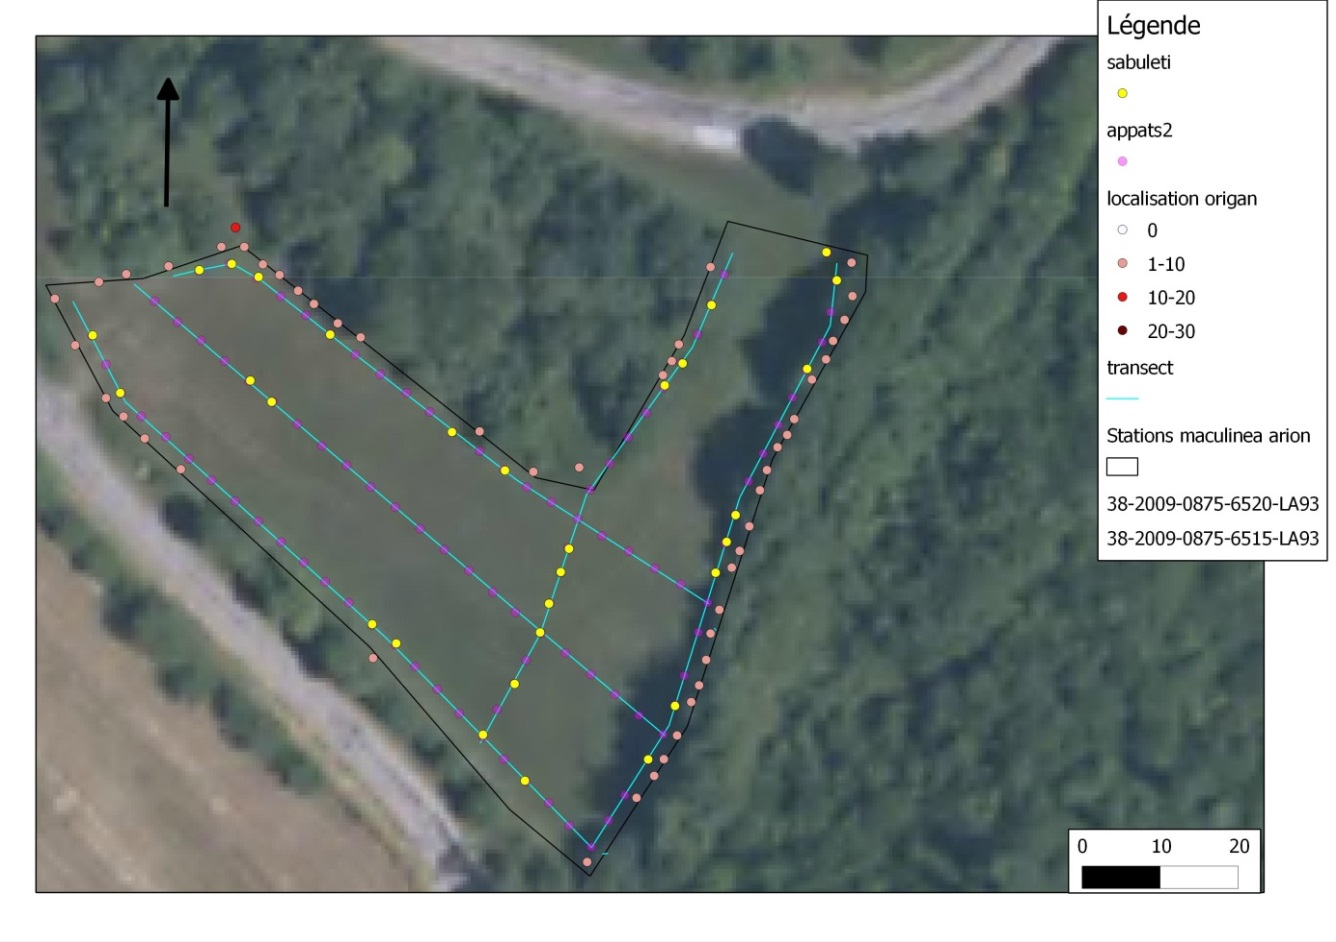 Légende
sabuleti
appats2
localisation origan
0
1-10
10-20
20-30
transect
Stations maculinea arion
38-2009-0875-6520-LA93
38-2009-0875-6515-LA93
0 10 20